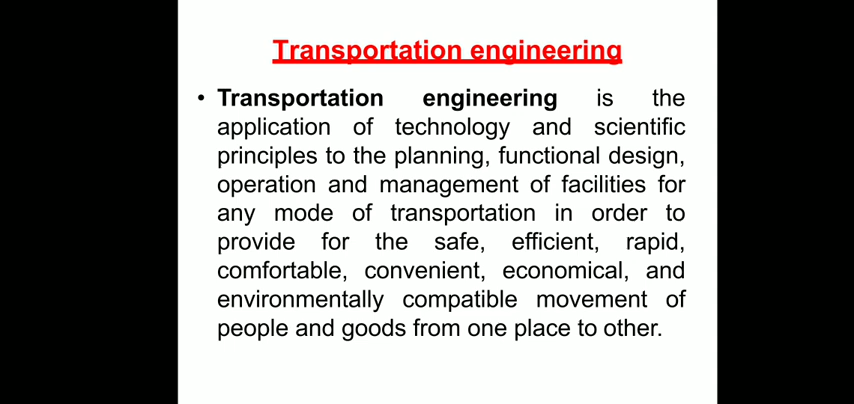 Transportation engineering
• Transportation engineering is the
application of technology and scientific
principles to the planning, functional design,
operation and management of facilities for
any mode of transportation in order to
provide for the safe, efficient, rapid,
comfortable, convenient, economical, and
environmentally compatible movement of
people and goods from one place to other.